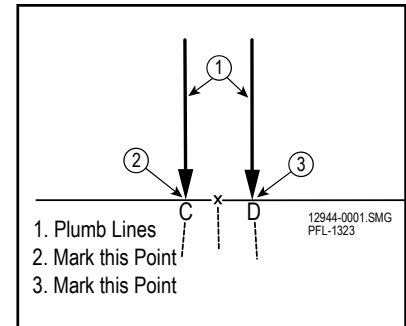 1
2
3
C x D
12944-0001.SMG
PFL-1323
1. Plumb Lines
2. Mark this Point
3. Mark this Point